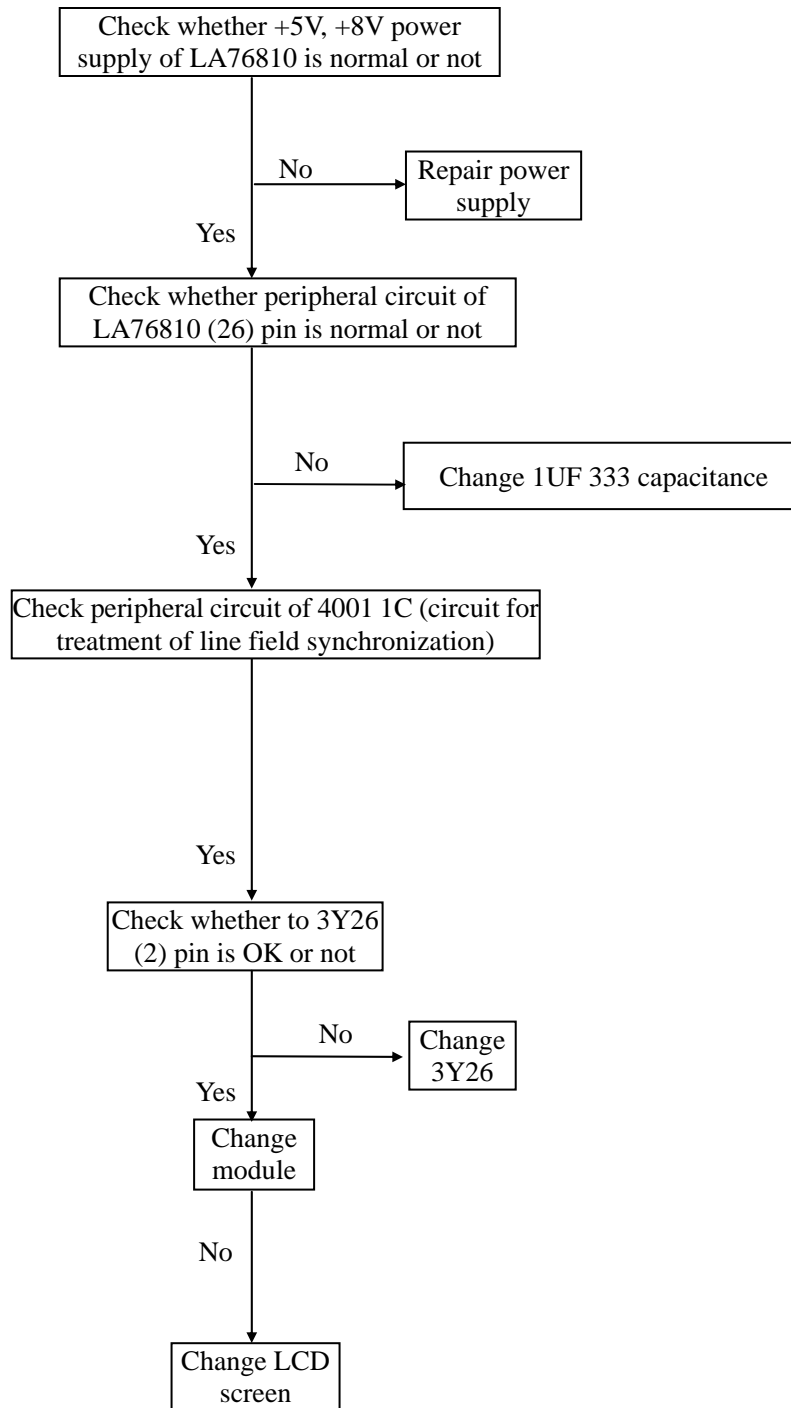 Check whether +5V, +8V power
supply of LA76810 is normal or not
No
Repair power
supply
Yes
Check whether peripheral circuit of
LA76810 (26) pin is normal or not
No
Change 1UF 333 capacitance
Yes
Check peripheral circuit of 4001 1C (circuit for
treatment of line field synchronization)
Yes
Check whether to 3Y26
(2) pin is OK or not
No
Change
3Y26
Yes
Change
module
No
Change LCD
screen